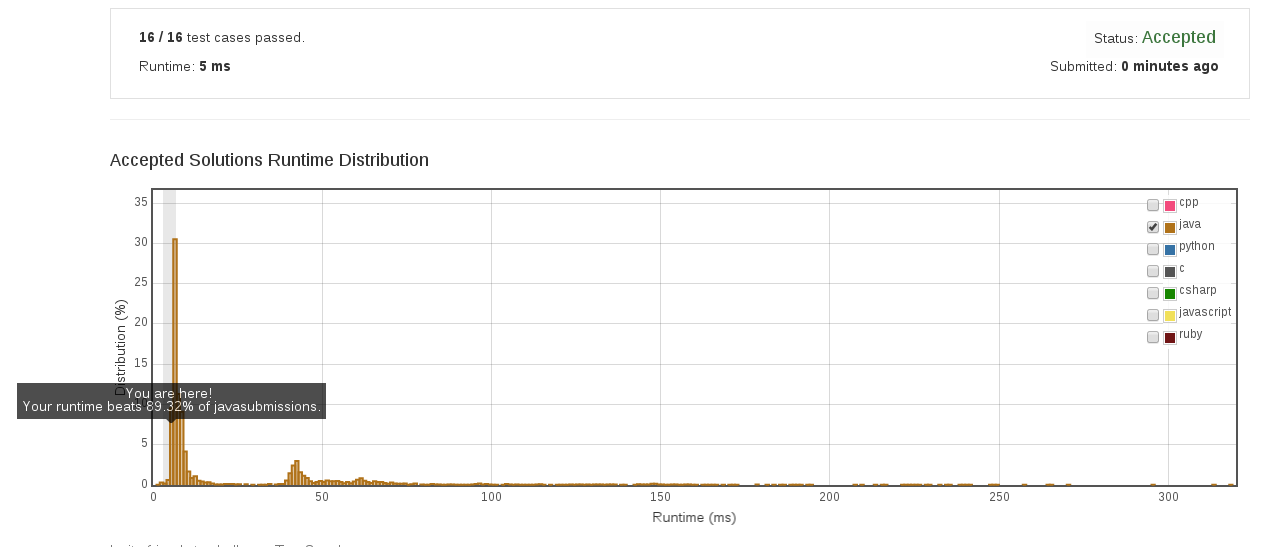 16 / 16 test cases passed.
Status: Accepted
Runtime: 5 ms
Submitted: 0 minutes ago
Accepted Solutions Runtime Distribution
35
30
25
20
15
10
5
0
Distribution (%)
cpp
java
python
c
csharp
javascript
ruby
You are here!
Your runtime beats 89.32% of javasubmissions.
0 50 100 150 200 250 300
Runtime (ms)